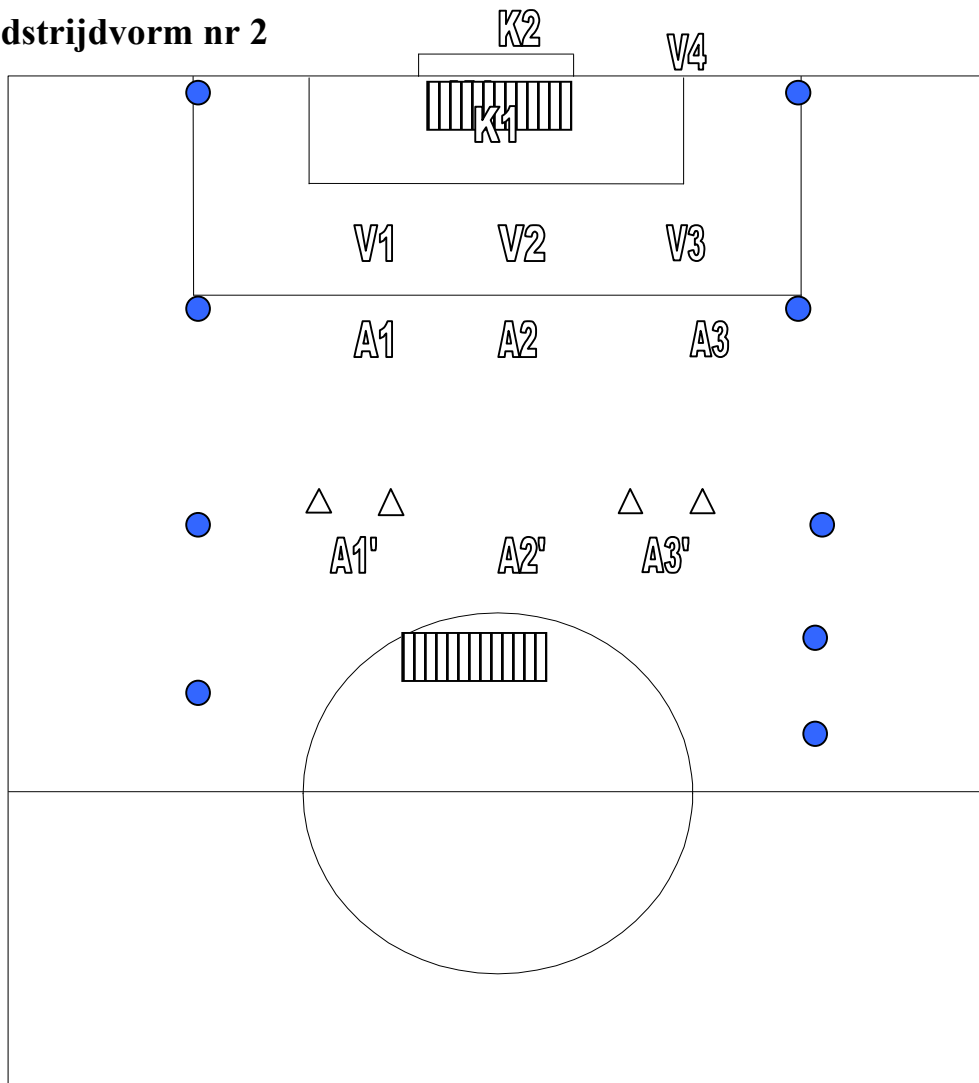 dstrijdvorm nr 2
K2
V4
K1
V1 V2 V3
A1 A2 A3
A1' A2' A3'